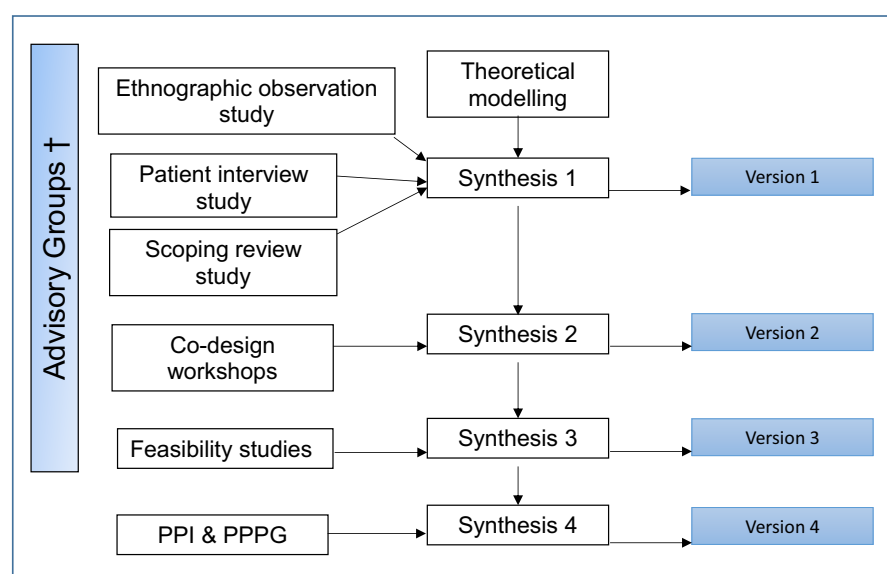 Advisory Groups †
Ethnographic observation
study
Theoretical
modelling
Patient interview
study
Synthesis 1
Version 1
Scoping review
study
Co-design
workshops
Synthesis 2
Version 2
Feasibility studies
Synthesis 3
Version 3
PPI & PPPG
Synthesis 4
Version 4